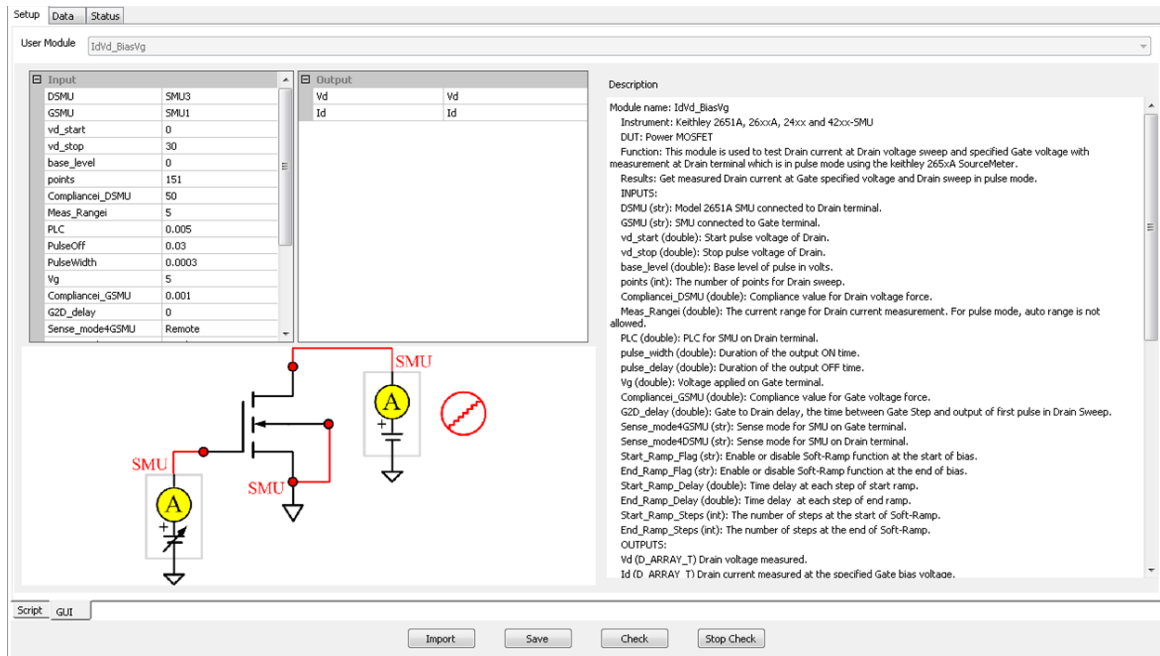 Setup Data Status
User Module IdVd_BiasVg
Input
DSMU SMU3
GSMU SMU1
vd_start 0
vd_stop 30
base_level 0
points 151
Compliancei_DSMU 50
Meas_Rangei 5
PLC 0.005
PulseOff 0.03
PulseWidth 0.0003
Vg 5
Compliancei_GSMU 0.001
G2D_delay 0
Sense_mode4GSMU Remote
Output
Vd Vd
Id Id
SMU
A
+
SMU
SMU
A
+
Description
Module name: IdVd_BiasVg
Instrument: Keithley 2651A, 26xxA, 24xx and 42xx-SMU
DUT: Power MOSFET
Function: This module is used to test Drain current at Drain voltage sweep and specified Gate voltage with
measurement at Drain terminal which is in pulse mode using the keithley 265xA SourceMeter.
Results: Get measured Drain current at Gate specified voltage and Drain sweep in pulse mode.
INPUTS:
DSMU (str): Model 2651A SMU connected to Drain terminal.
GSMU (str): SMU connected to Gate terminal.
vd_start (double): Start pulse voltage of Drain.
vd_stop (double): Stop pulse voltage of Drain.
base_level (double): Base level of pulse in volts.
points (int): The number of points for Drain sweep.
Compliancei_DSMU (double): Compliance value for Drain voltage force.
Meas_Rangei (double): The current range for Drain current measurement. For pulse mode, auto range is not
allowed.
PLC (double): PLC for SMU on Drain terminal.
pulse_width (double): Duration of the output ON time.
pulse_delay (double): Duration of the output OFF time.
Vg (double): Voltage applied on Gate terminal.
Compliancei_GSMU (double): Compliance value for Gate voltage force.
G2D_delay (double): Gate to Drain delay, the time between Gate Step and output of first pulse in Drain Sweep.
Sense_mode4GSMU (str): Sense mode for SMU on Gate terminal.
Sense_mode4DSMU (str): Sense mode for SMU on Drain terminal.
Start_Ramp_Flag (str): Enable or disable Soft-Ramp function at the start of bias.
End_Ramp_Flag (str): Enable or disable Soft-Ramp function at the end of bias.
Start_Ramp_Delay (double): Time delay at each step of start ramp.
End_Ramp_Delay (double): Time delay at each step of end ramp.
Start_Ramp_Steps (int): The number of steps at the start of Soft-Ramp.
End_Ramp_Steps (int): The number of steps at the end of Soft-Ramp.
OUTPUTS:
Vd (D_ARRAY_T) Drain voltage measured.
Id (D_ARRAY_T) Drain current measured at the specified Gate bias voltage.
Script GUI
Import Save Check Stop Check